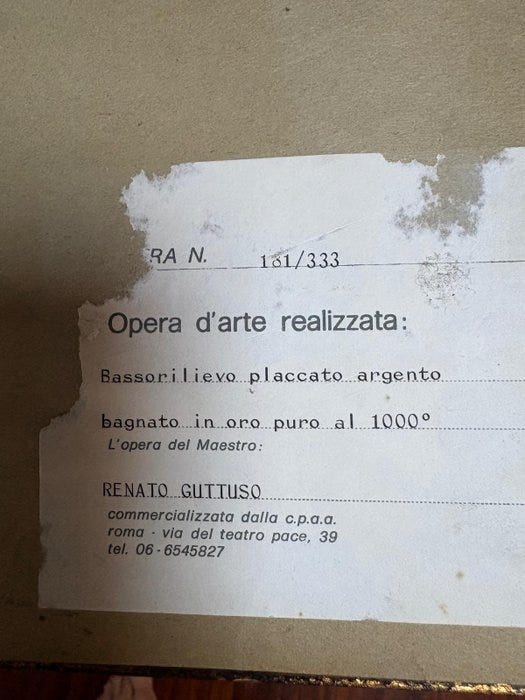 RA N. 181/333
Opera d'arte realizzata:
Bassorilievo placcato argento
bagnato in oro puro al 1000°
L'opera del Maestro:
RENATO GUTTUSO
commercializzata dalla c.p.a.a.
roma - via del teatro pace, 39
tel. 06-6545827